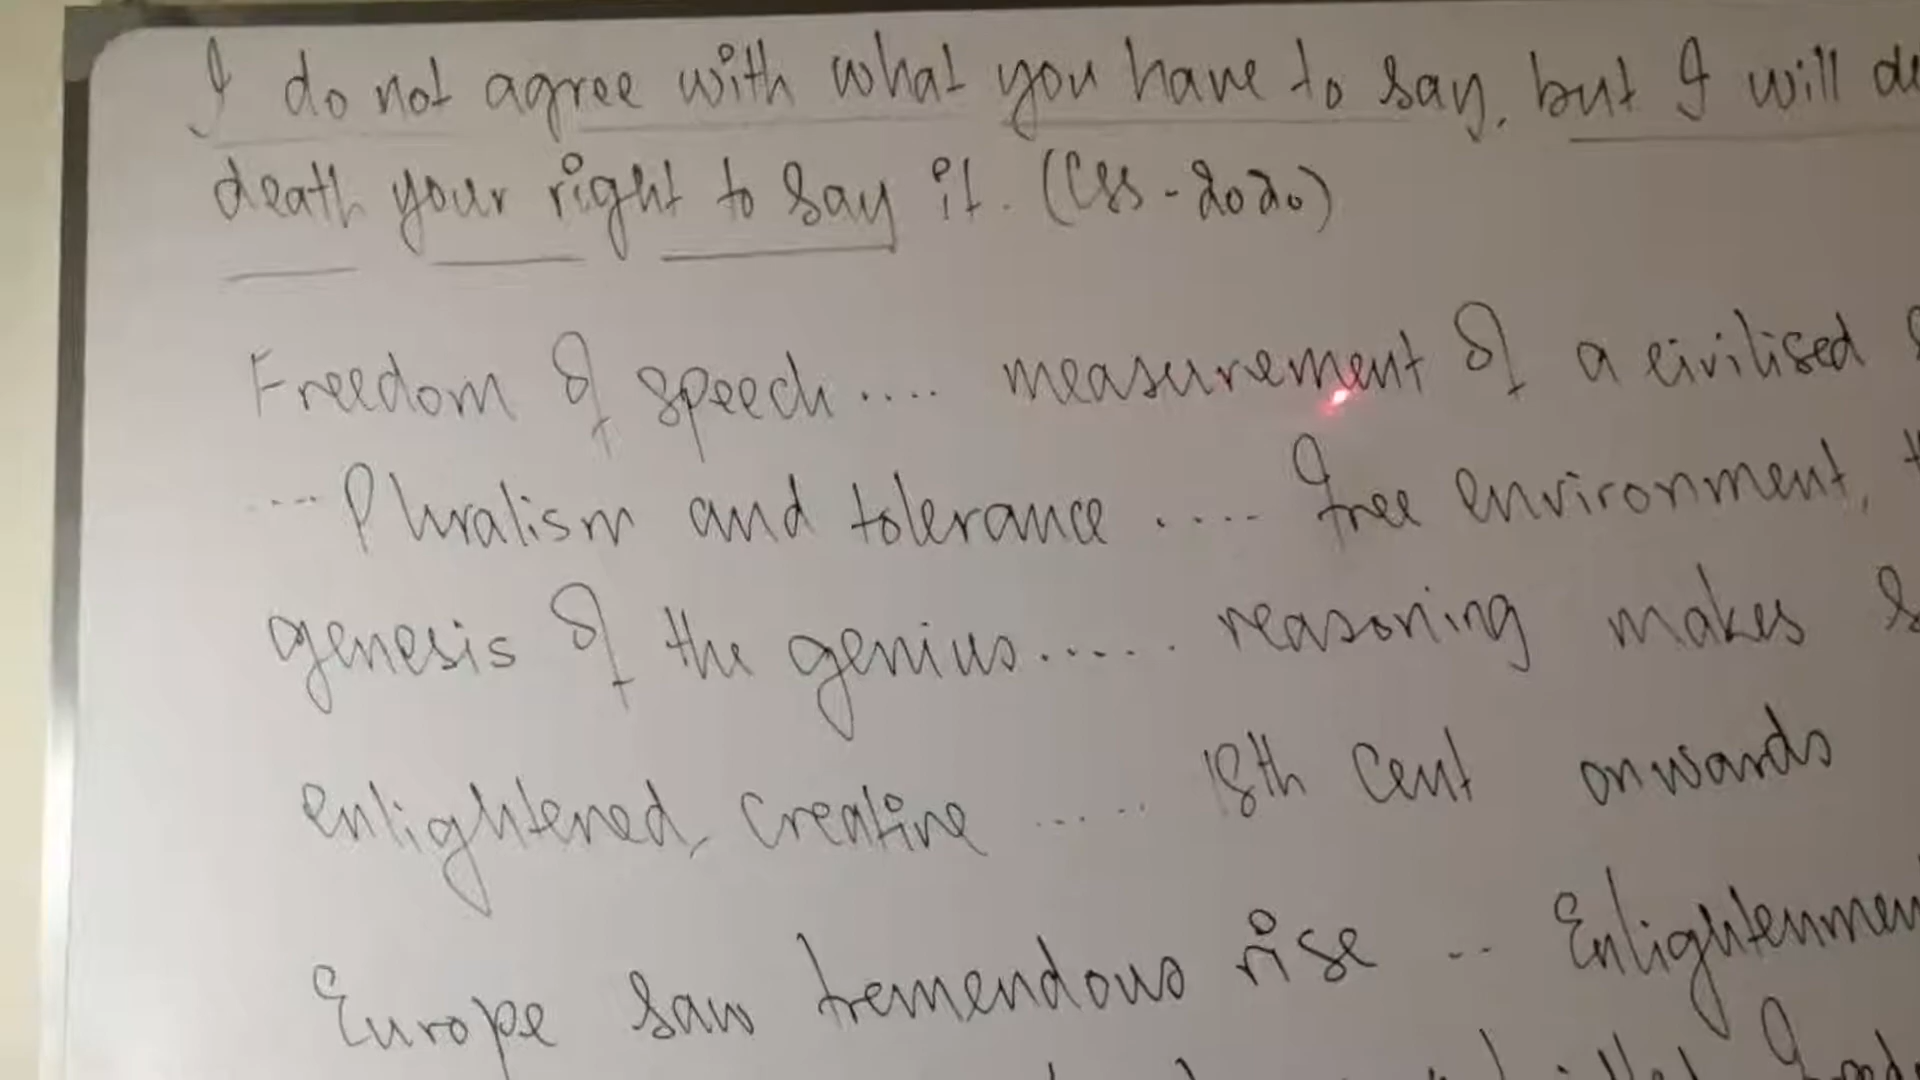 I do not agree with what you have to say, but I will de
death your right to say it. (CSS-2020)
Freedom of speech .... measurement of a civilised
... Pluralism and tolerance .... free environment,
genesis of the genius ..... reasoning makes
enlightened, creative ..... 18th Cent onwards
Europe saw tremendous rise .. Enlightenmen